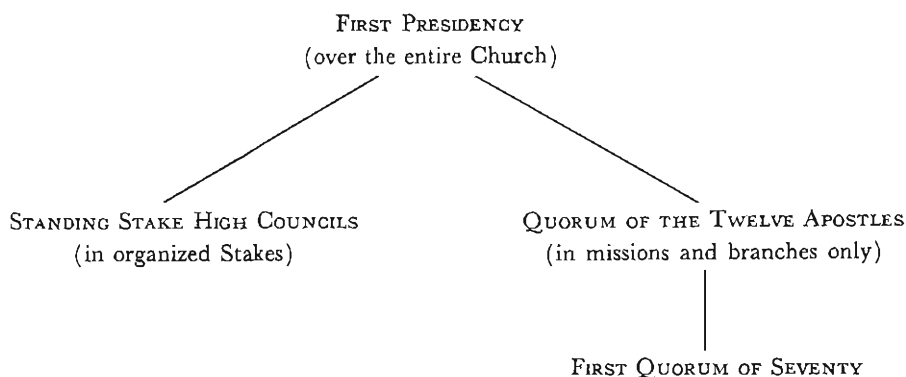 First Presidency
(over the entire Church)
Standing Stake High Councils
(in organized Stakes)
Quorum of the Twelve Apostles
(in missions and branches only)
First Quorum of Seventy